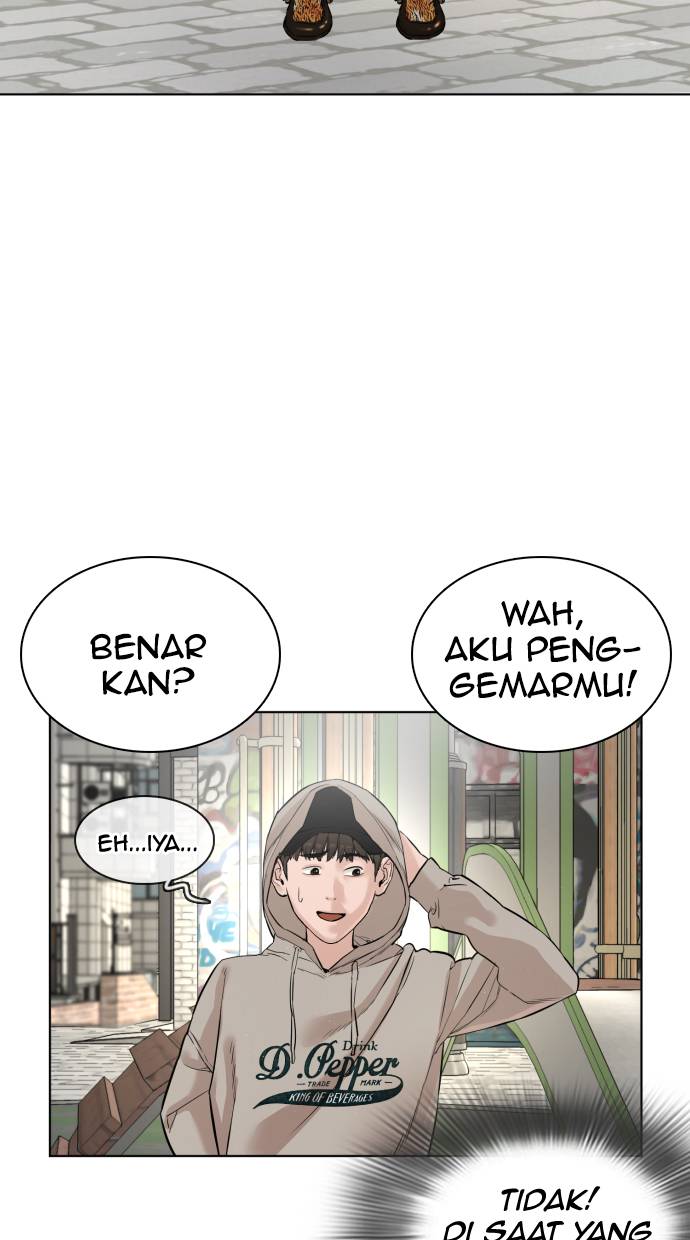 BENAR
KAN?
WAH,
AKU PENG-
GEMARMU!
EH...IYA...
Drink
D.Pepper
TRADE MARK
KING OF BEVERAGES
TIDAK!
DI SAAT YANG